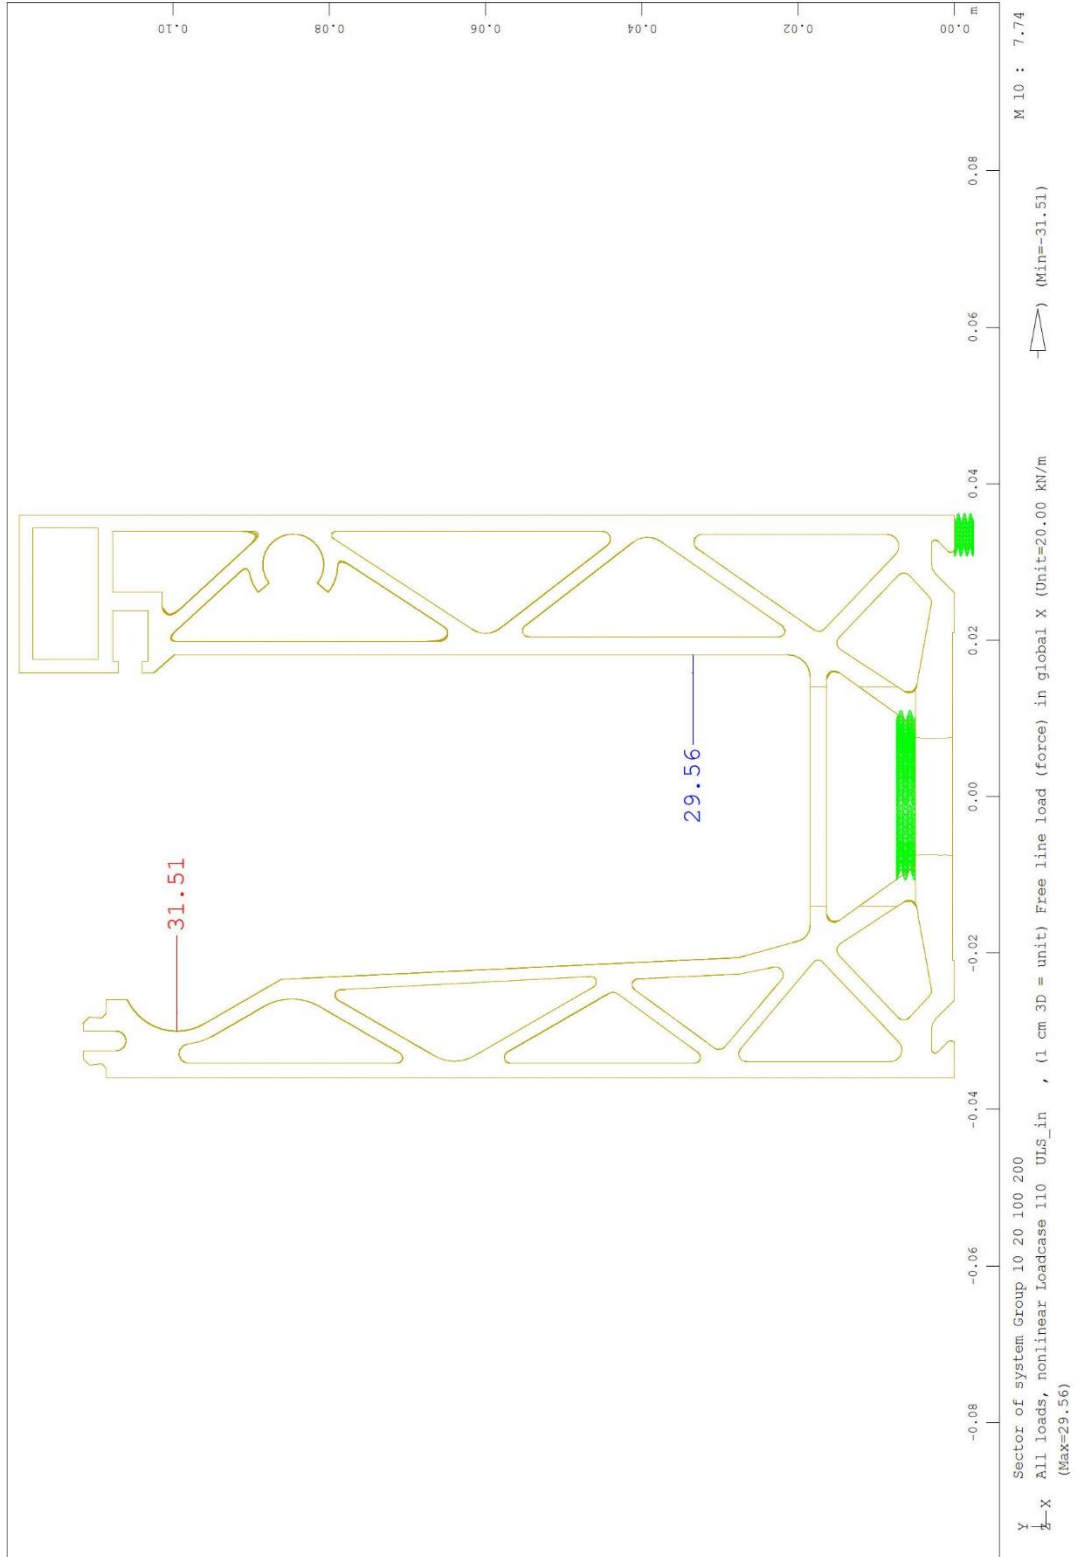 31.51
29.56
0.10
0.08
0.06
0.04
0.02
0.00
m
-0.08
-0.06
-0.04
-0.02
0.00
0.02
0.04
0.06
0.08
Sector of system Group 10 20 100 200
M 10 : 7.74
All loads, nonlinear Loadcase 110 ULS_in , (1 cm 3D = unit) Free line load (force) in global X (Unit=20.00 kN/m ) (Min=-31.51)
(Max=29.56)
Y
Z X